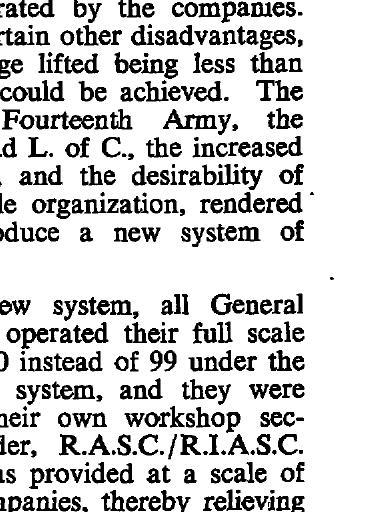 rated by the companies.
rtain other disadvantages,
ge lifted being less than
could be achieved. The
Fourteenth Army, the
d L. of C., the increased
, and the desirability of
le organization, rendered
oduce a new system of
ew system, all General
operated their full scale
0 instead of 99 under the
system, and they were
heir own workshop sec-
der, R.A.S.C./R.I.A.S.C.
as provided at a scale of
mpanies, thereby relieving